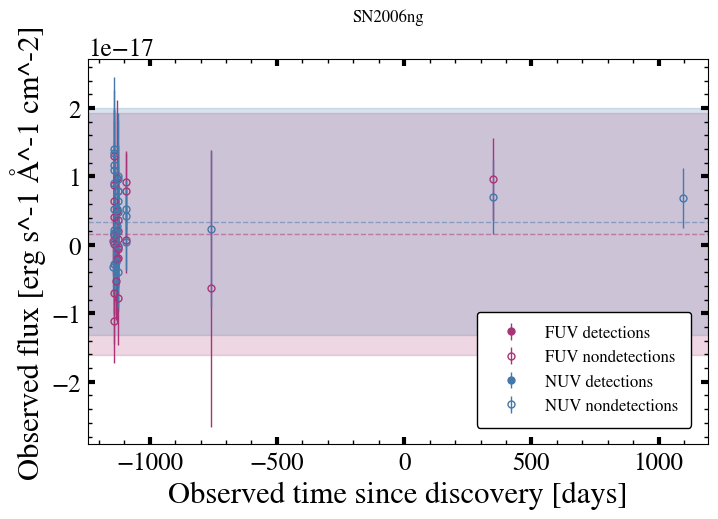 SN2006ng
1e−17
Observed flux [erg s^-1 Å^-1 cm^-2]
2
1
0
−1
−2
FUV detections
FUV nondetections
NUV detections
NUV nondetections
−1000 −500 0 500 1000
Observed time since discovery [days]